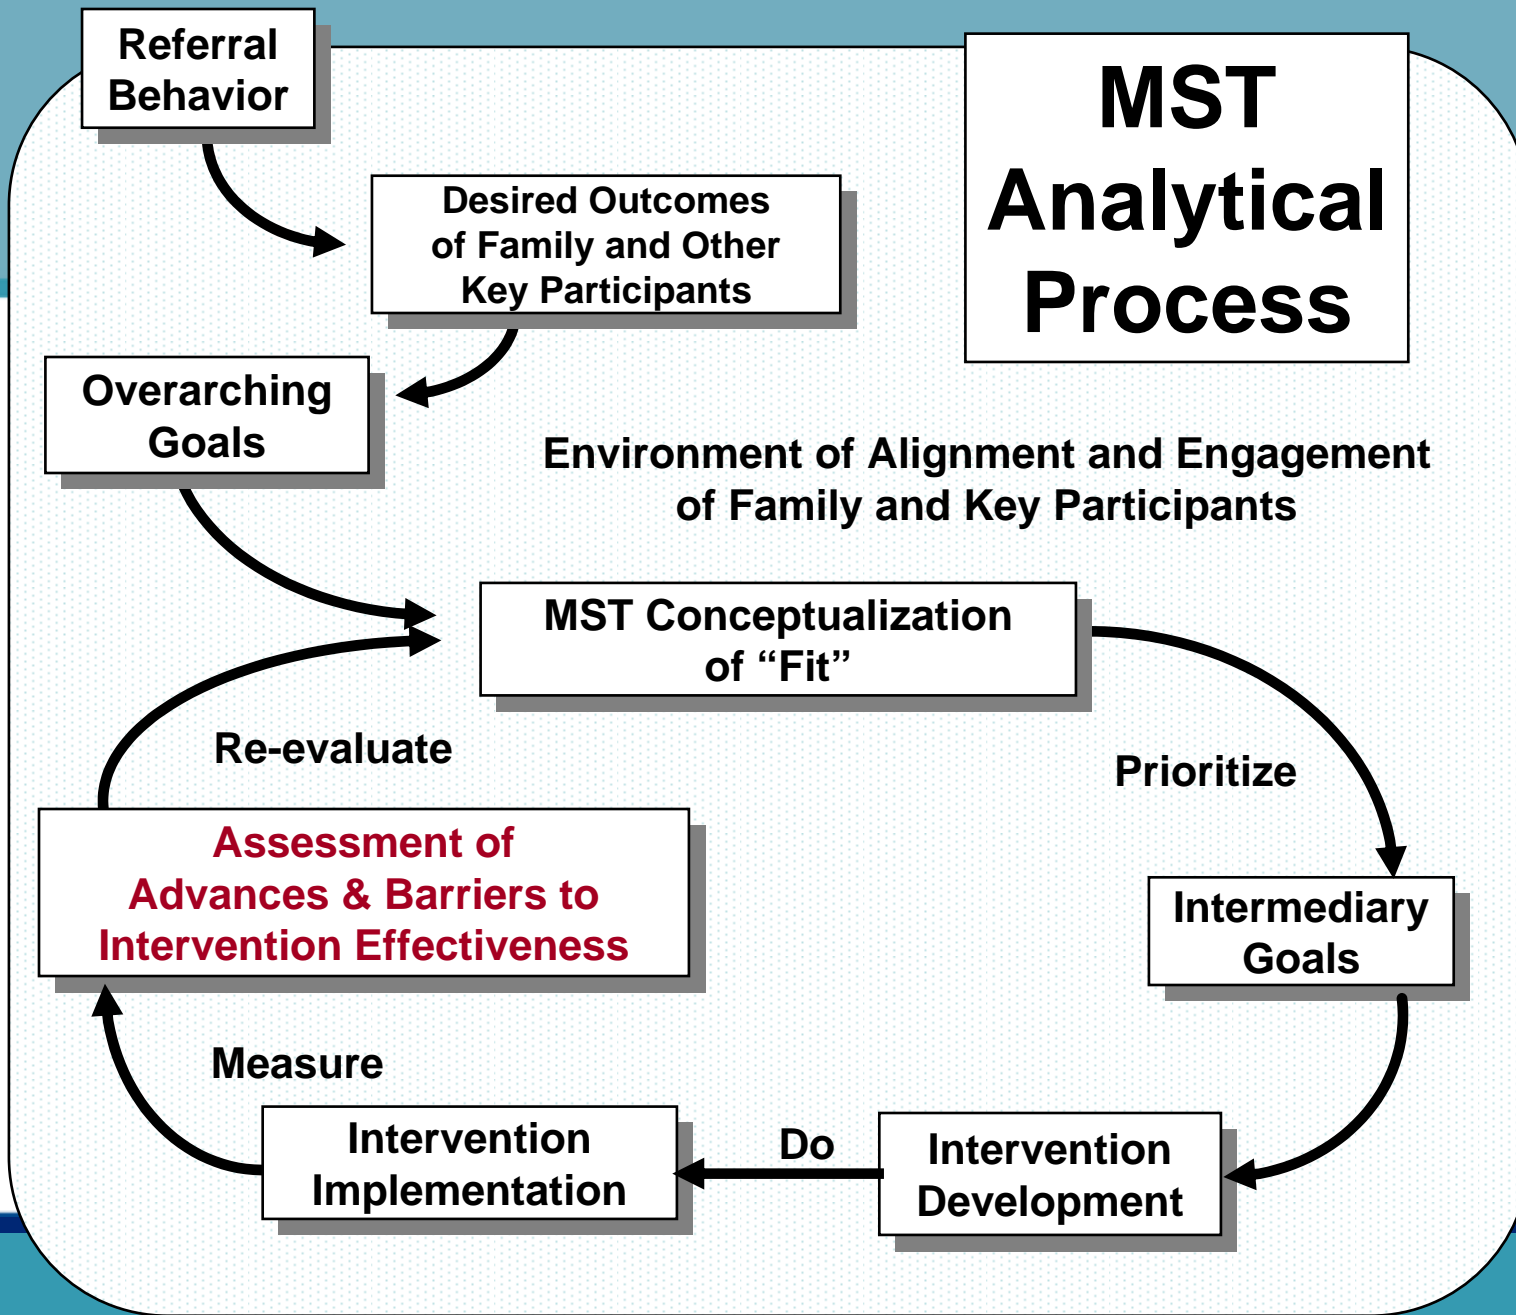 Referral
Behavior
MST
Analytical
Process
Desired Outcomes
of Family and Other
Key Participants
Overarching
Goals
Environment of Alignment and Engagement
of Family and Key Participants
MST Conceptualization
of “Fit”
Re-evaluate
Prioritize
Assessment of
Advances & Barriers to
Intervention Effectiveness
Intermediary
Goals
Measure
Intervention
Implementation
Do
Intervention
Development